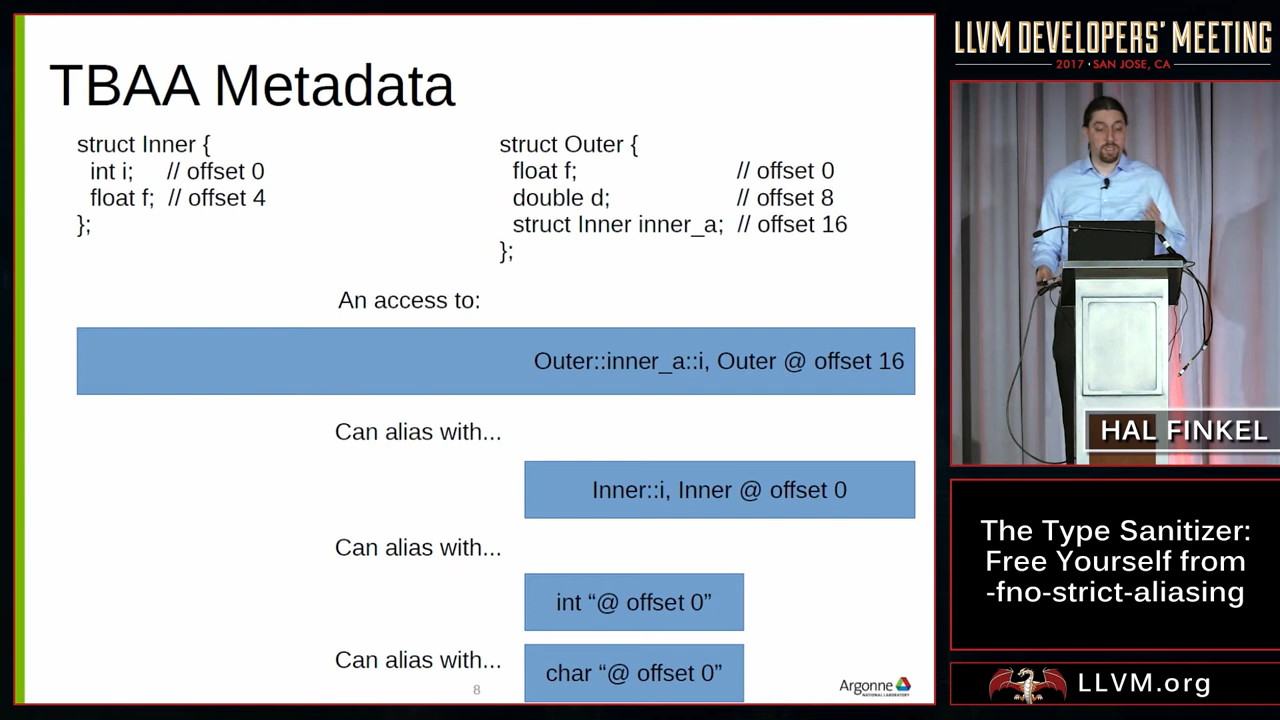 TBAA Metadata
struct Inner {
int i; // offset 0
float f; // offset 4
};
struct Outer {
float f; // offset 0
double d; // offset 8
struct Inner inner_a; // offset 16
};
An access to:
Outer::inner_a::i, Outer @ offset 16
Can alias with...
Inner::i, Inner @ offset 0
Can alias with...
int “@ offset 0”
Can alias with...
char “@ offset 0”
8
Argonne
NATIONAL LABORATORY
LLVM DEVELOPERS' MEETING
2017 · SAN JOSE, CA
HAL FINKEL
The Type Sanitizer:
Free Yourself from
-fno-strict-aliasing
LLVM.org